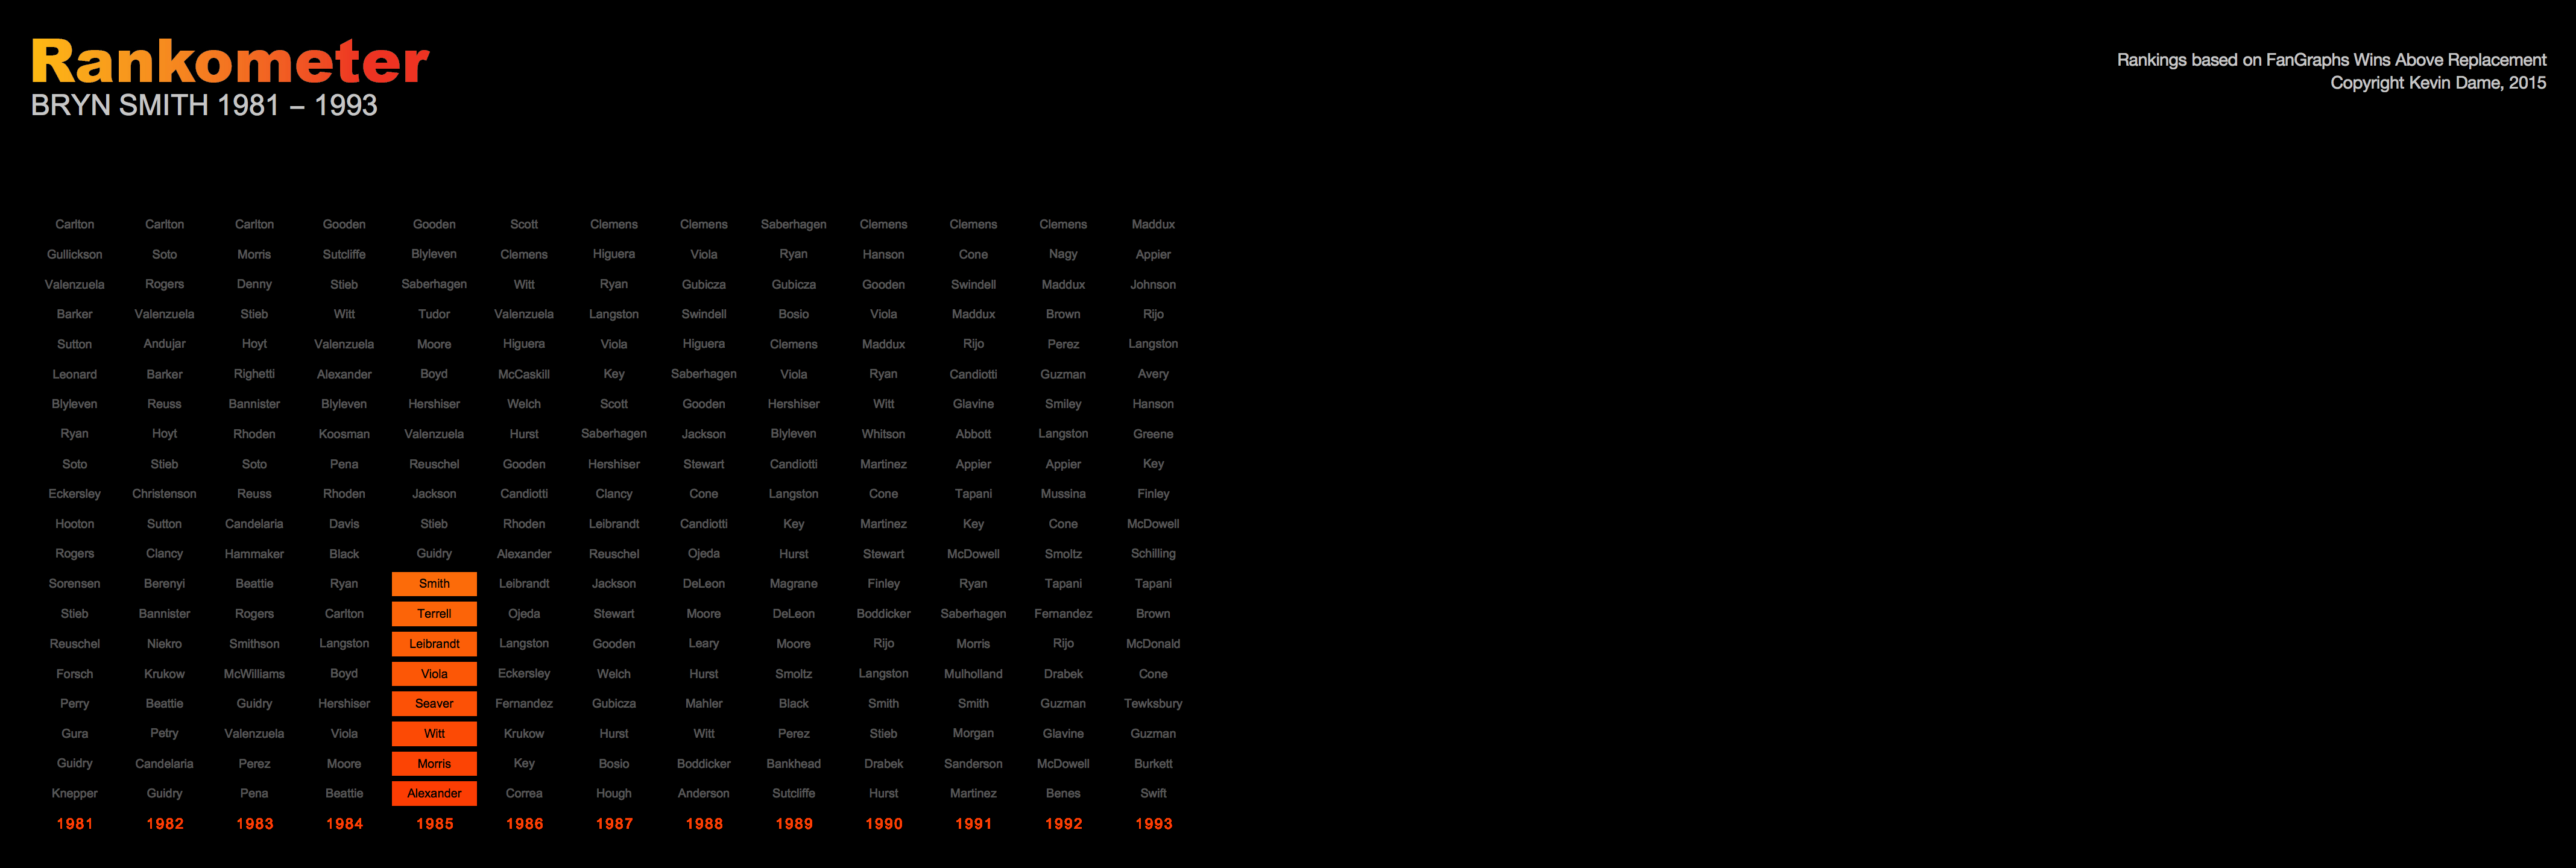 Rankometer
BRYN SMITH 1981 – 1993
Rankings based on FanGraphs Wins Above Replacement
Copyright Kevin Dame, 2015
Carlton Carlton Carlton Gooden Gooden Scott Clemens Clemens Saberhagen Clemens Clemens Clemens Maddux
Gullickson Soto Morris Sutcliffe Blyleven Clemens Higuera Viola Ryan Hanson Cone Nagy Appier
Valenzuela Rogers Denny Stieb Saberhagen Witt Ryan Gubicza Gubicza Gooden Swindell Maddux Johnson
Barker Valenzuela Stieb Witt Tudor Valenzuela Langston Swindell Bosio Viola Maddux Brown Rijo
Sutton Andujar Hoyt Valenzuela Moore Higuera Viola Higuera Clemens Maddux Rijo Perez Langston
Leonard Barker Righetti Alexander Boyd McCaskill Key Saberhagen Viola Ryan Candiotti Guzman Avery
Blyleven Reuss Bannister Blyleven Hershiser Welch Scott Gooden Hershiser Witt Glavine Smiley Hanson
Ryan Hoyt Rhoden Koosman Valenzuela Hurst Saberhagen Jackson Blyleven Whitson Abbott Langston Greene
Soto Stieb Soto Pena Reuschel Gooden Hershiser Stewart Candiotti Martinez Appier Appier Key
Eckersley Christenson Reuss Rhoden Jackson Candiotti Clancy Cone Langston Cone Tapani Mussina Finley
Hooton Sutton Candelaria Davis Stieb Rhoden Leibrandt Candiotti Key Martinez Key Cone McDowell
Rogers Clancy Hammaker Black Guidry Alexander Reuschel Ojeda Hurst Stewart McDowell Smoltz Schilling
Sorensen Berenyi Beattie Ryan Smith Leibrandt Jackson DeLeon Magrane Finley Ryan Tapani Tapani
Stieb Bannister Rogers Carlton Terrell Ojeda Stewart Moore DeLeon Boddicker Saberhagen Fernandez Brown
Reuschel Niekro Smithson Langston Leibrandt Langston Gooden Leary Moore Rijo Morris Rijo McDonald
Forsch Krukow McWilliams Boyd Viola Eckersley Welch Hurst Smoltz Langston Mulholland Drabek Cone
Perry Beattie Guidry Hershiser Seaver Fernandez Gubicza Mahler Black Smith Smith Guzman Tewksbury
Gura Petry Valenzuela Viola Witt Krukow Hurst Witt Perez Stieb Morgan Glavine Guzman
Guidry Candelaria Perez Moore Morris Key Bosio Boddicker Bankhead Drabek Sanderson McDowell Burkett
Knepper Guidry Pena Beattie Alexander Correa Hough Anderson Sutcliffe Hurst Martinez Benes Swift
1981 1982 1983 1984 1985 1986 1987 1988 1989 1990 1991 1992 1993